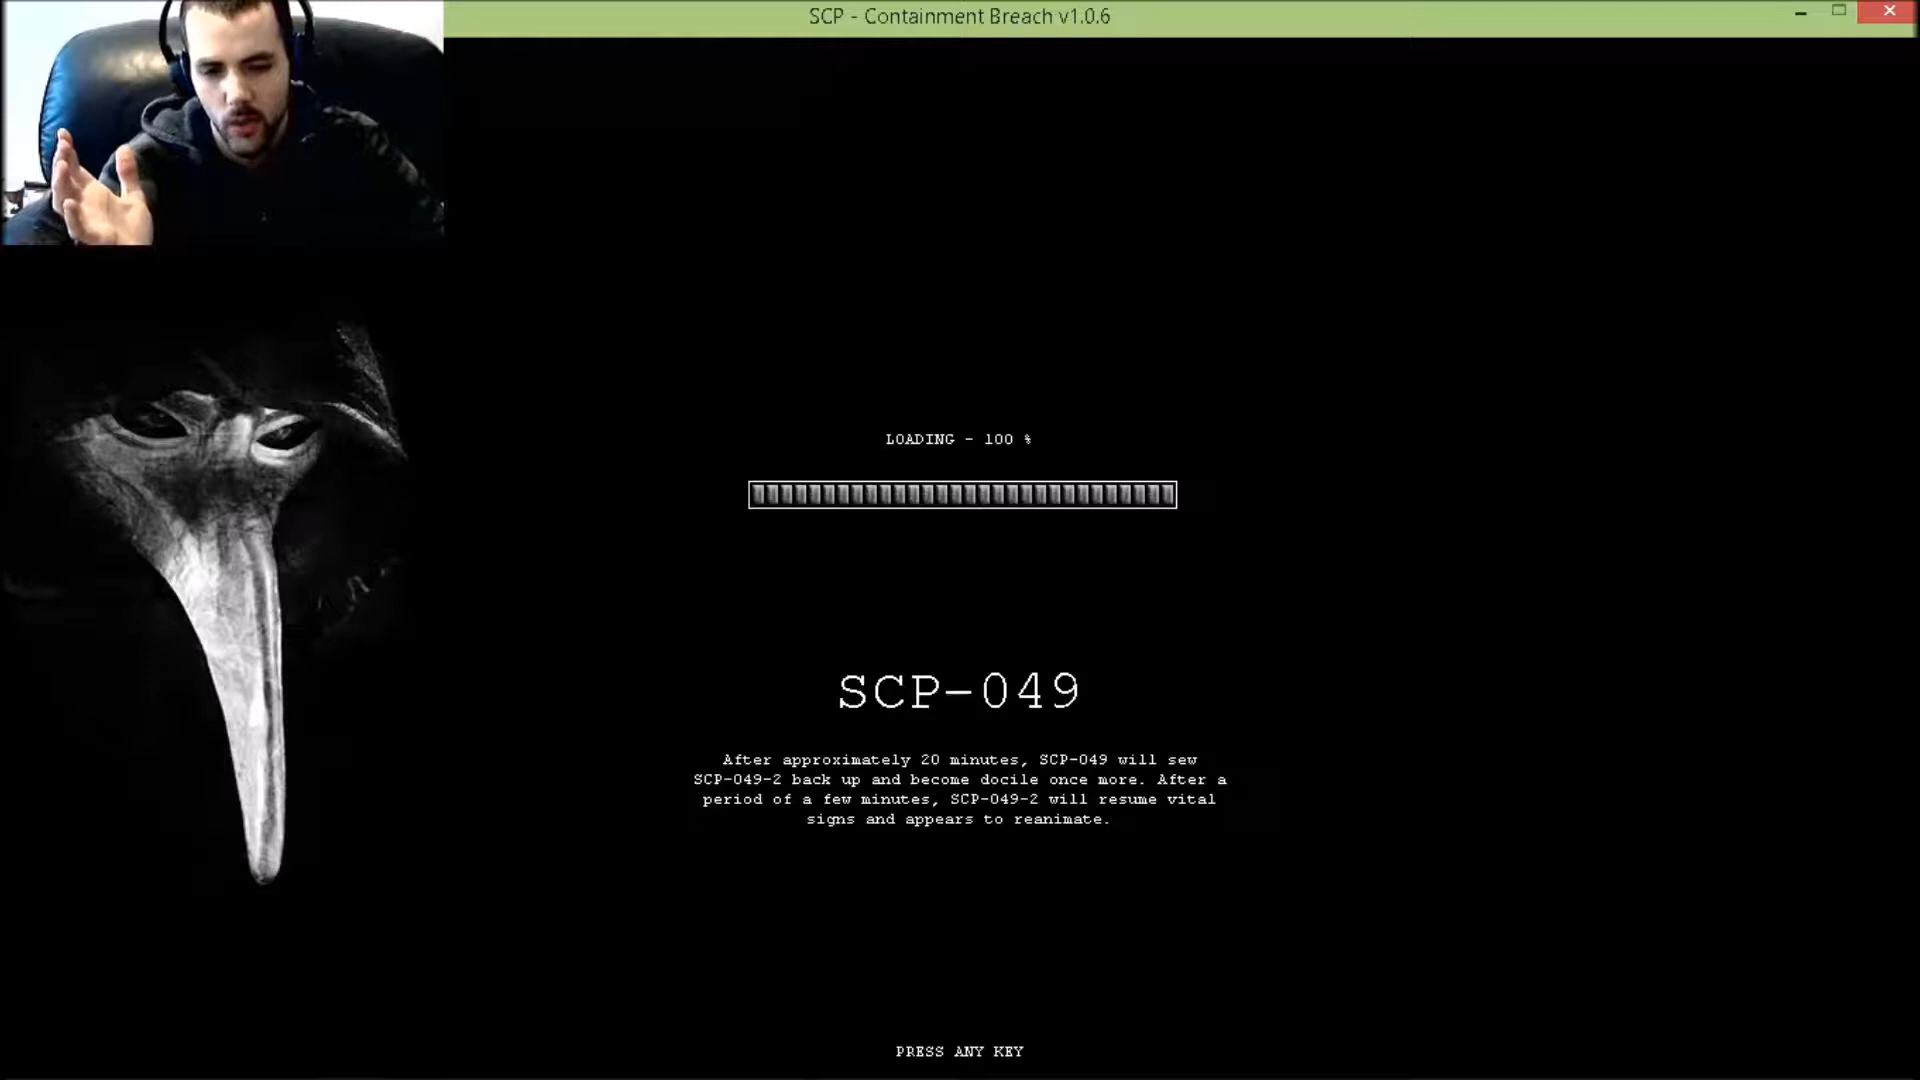 SCP - Containment Breach v1.0.6
LOADING - 100 %
SCP-049
After approximately 20 minutes, SCP-049 will sew
SCP-049-2 back up and become docile once more. After a
period of a few minutes, SCP-049-2 will resume vital
signs and appears to reanimate.
PRESS ANY KEY